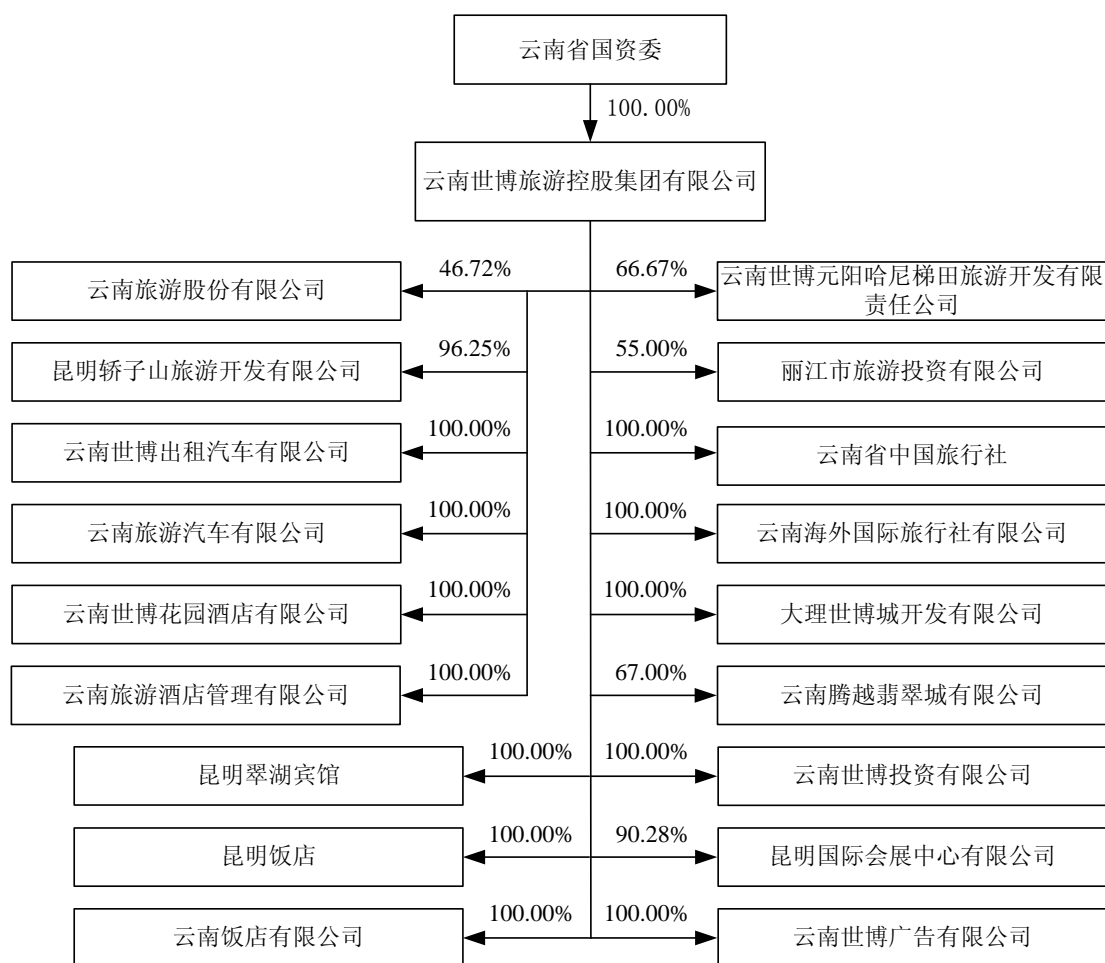 云南省国资委
100.00%
云南世博旅游控股集团有限公司
46.72%
66.67%
云南旅游股份有限公司
云南世博元阳哈尼梯田旅游开发有限
责任公司
96.25%
55.00%
昆明轿子山旅游开发有限公司
丽江市旅游投资有限公司
100.00%
100.00%
云南世博出租汽车有限公司
云南省中国旅行社
100.00%
100.00%
云南旅游汽车有限公司
云南海外国际旅行社有限公司
100.00%
100.00%
云南世博花园酒店有限公司
大理世博城开发有限公司
100.00%
67.00%
云南旅游酒店管理有限公司
云南腾越翡翠城有限公司
100.00%
100.00%
昆明翠湖宾馆
云南世博投资有限公司
100.00%
90.28%
昆明饭店
昆明国际会展中心有限公司
100.00%
100.00%
云南饭店有限公司
云南世博广告有限公司